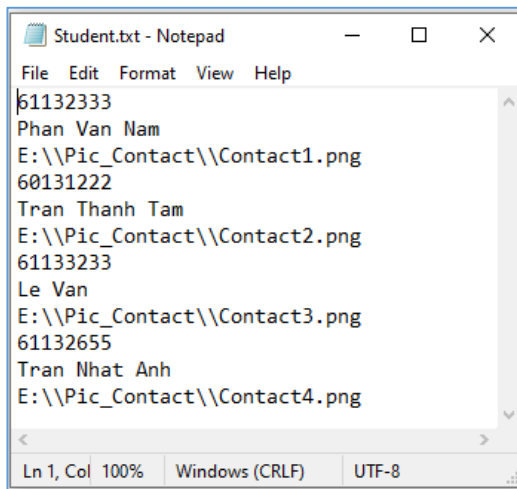 Student.txt - Notepad
File Edit Format View Help
61132333
Phan Van Nam
E:\\Pic_Contact\\Contact1.png
60131222
Tran Thanh Tam
E:\\Pic_Contact\\Contact2.png
61133233
Le Van
E:\\Pic_Contact\\Contact3.png
61132655
Tran Nhat Anh
E:\\Pic_Contact\\Contact4.png
Ln 1, Col 100% Windows (CRLF) UTF-8